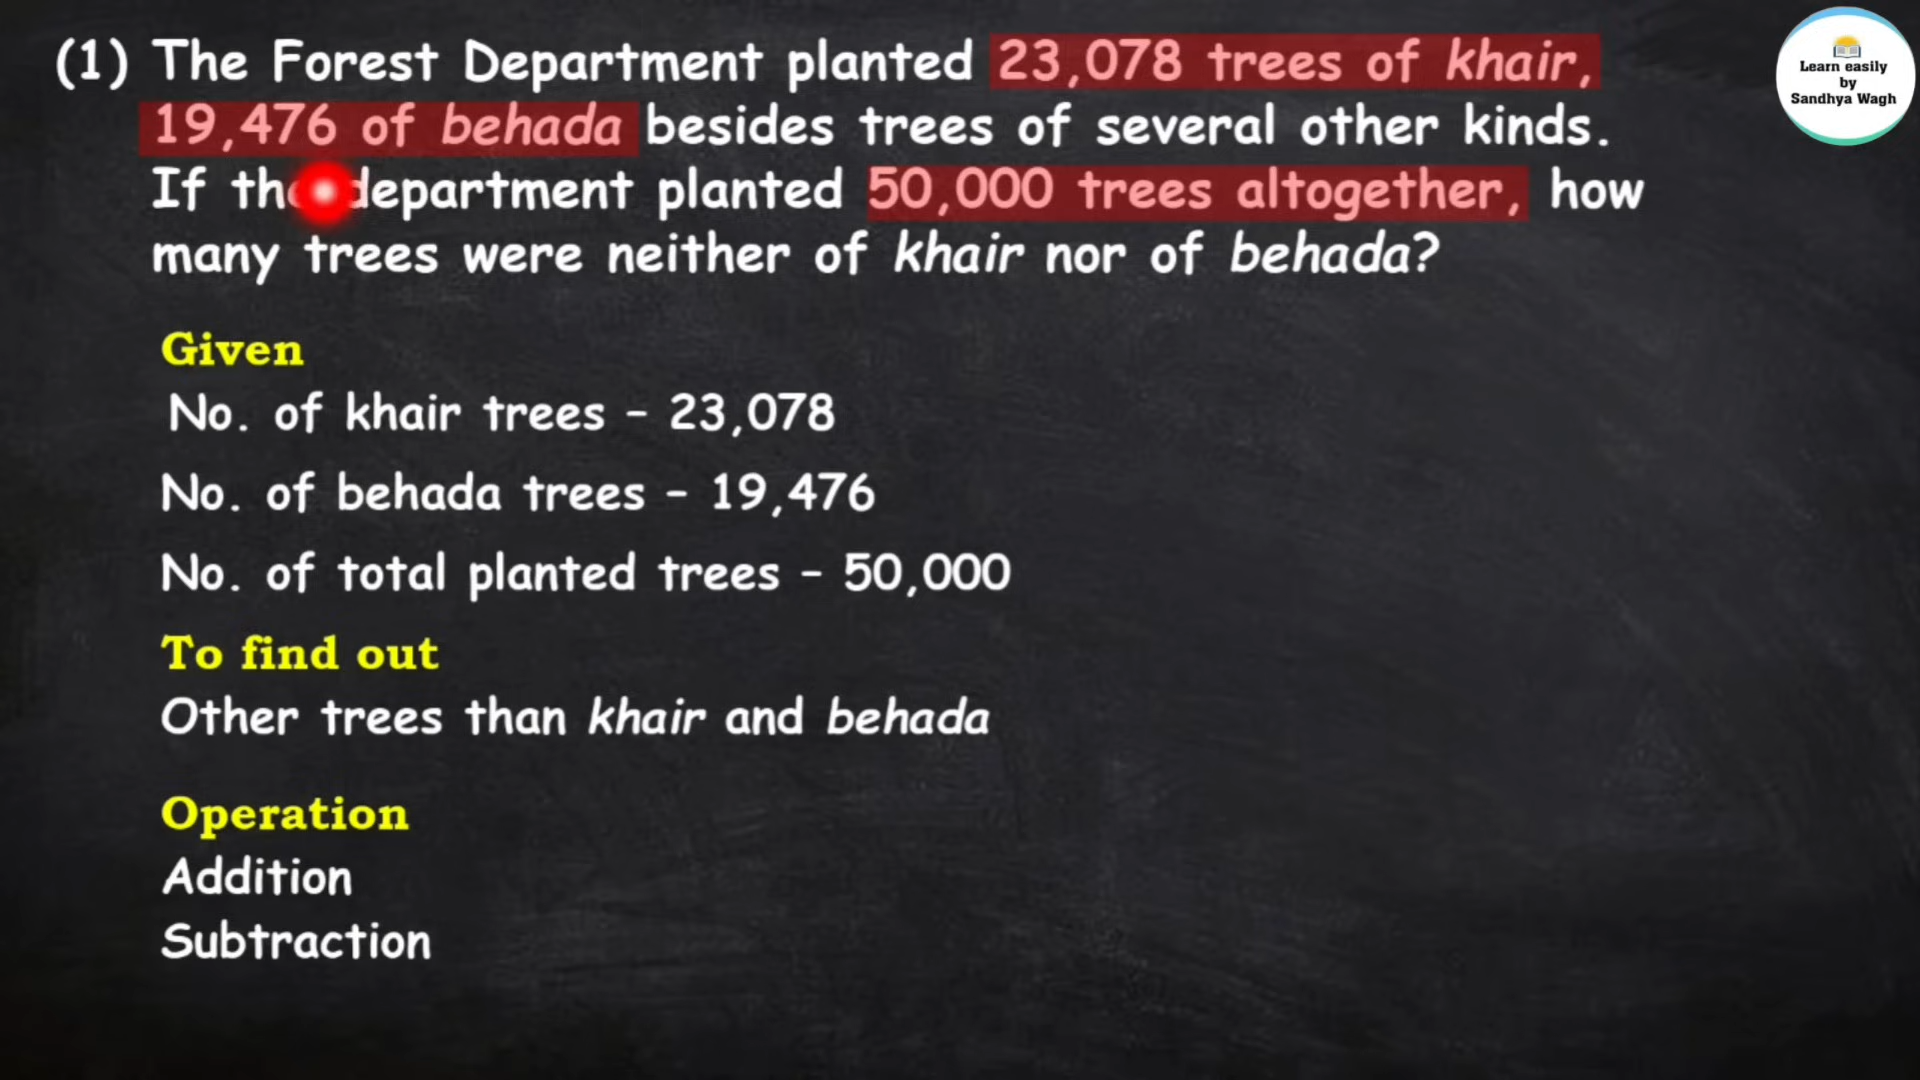 (1) The Forest Department planted 23,078 trees of khair,
19,476 of behada besides trees of several other kinds.
If the department planted 50,000 trees altogether, how
many trees were neither of khair nor of behada?
Given
No. of khair trees – 23,078
No. of behada trees – 19,476
No. of total planted trees – 50,000
To find out
Other trees than khair and behada
Operation
Addition
Subtraction
Learn easily
by
Sandhya Wagh